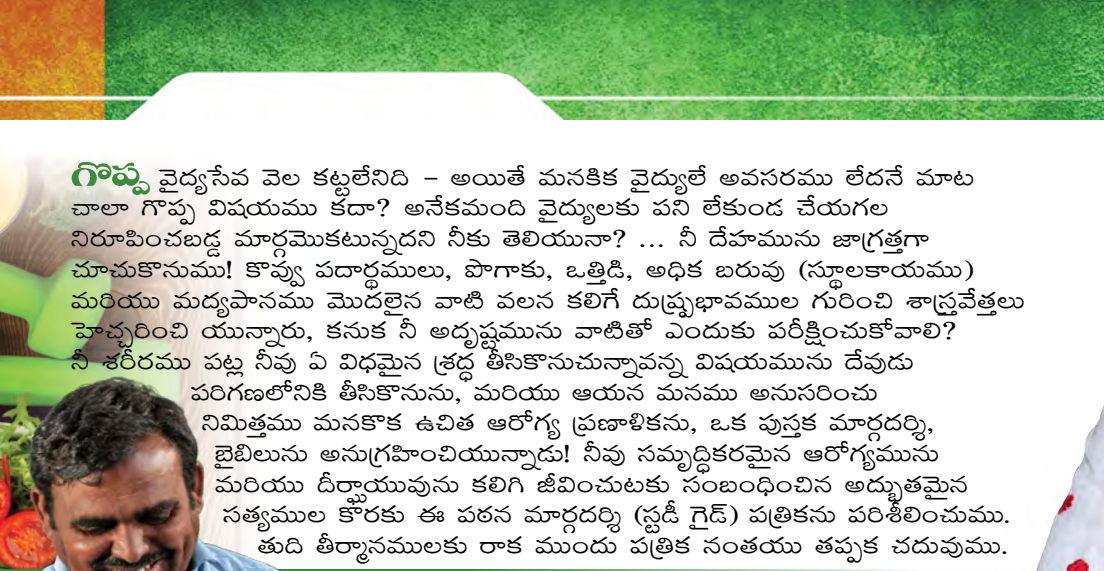 గొప్ప వైద్యసేవ వెల కట్టలేనిది – అయితే మనకిక వైద్యులే అవసరము లేదనే మాట
చాలా గొప్ప విషయము కదా? అనేకమంది వైద్యులకు పని లేకుండ చేయగల
నిరూపించబడ్డ మార్గమొకటున్నదని నీకు తెలియునా? ... నీ దేహమును జాగ్రత్తగా
చూచుకొనుము! కొవ్వు పదార్థములు, పొగాకు, ఒత్తిడి, అధిక బరువు (స్థూలకాయము)
మరియు మద్యపానము మొదలైన వాటి వలన కలిగే దుష్ప్రభావముల గురించి శాస్త్రవేత్తలు
హెచ్చరించి యున్నారు, కనుక నీ అదృష్టమును వాటితో ఎందుకు పరీక్షించుకోవాలి?
నీ శరీరము పట్ల నీవు ఏ విధమైన శ్రద్ధ తీసికొనుచున్నావన్న విషయమును దేవుడు
పరిగణలోనికి తీసికొనును, మరియు ఆయన మనము అనుసరించు
నిమిత్తము మనకొక ఉచిత ఆరోగ్య ప్రణాళికను, ఒక పుస్తక మార్గదర్శి,
బైబిలును అనుగ్రహించియున్నాడు! నీవు సమృద్ధికరమైన ఆరోగ్యమును
మరియు దీర్ఘాయువును కలిగి జీవించుటకు సంబంధించిన అద్భుతమైన
సత్యముల కొరకు ఈ పఠన మార్గదర్శి (స్టడీ గైడ్) పత్రికను పరిశీలించుము.
తుది తీర్మానములకు రాక ముందు పత్రిక నంతయు తప్పక చదువుము.